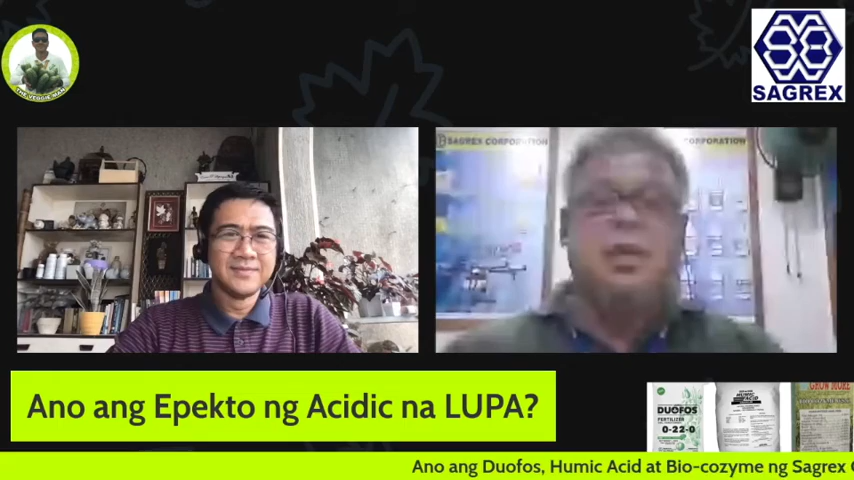 THE VEGGIE MAN
SAGREX
SAGREX CORPORATION
CORPORATION
Ano ang Epekto ng Acidic na LUPA?
DUOFOS
FERTILIZER
0-22-0
HUMIC
GROW MORE
Ano ang Duofos, Humic Acid at Bio-cozyme ng Sagrex C